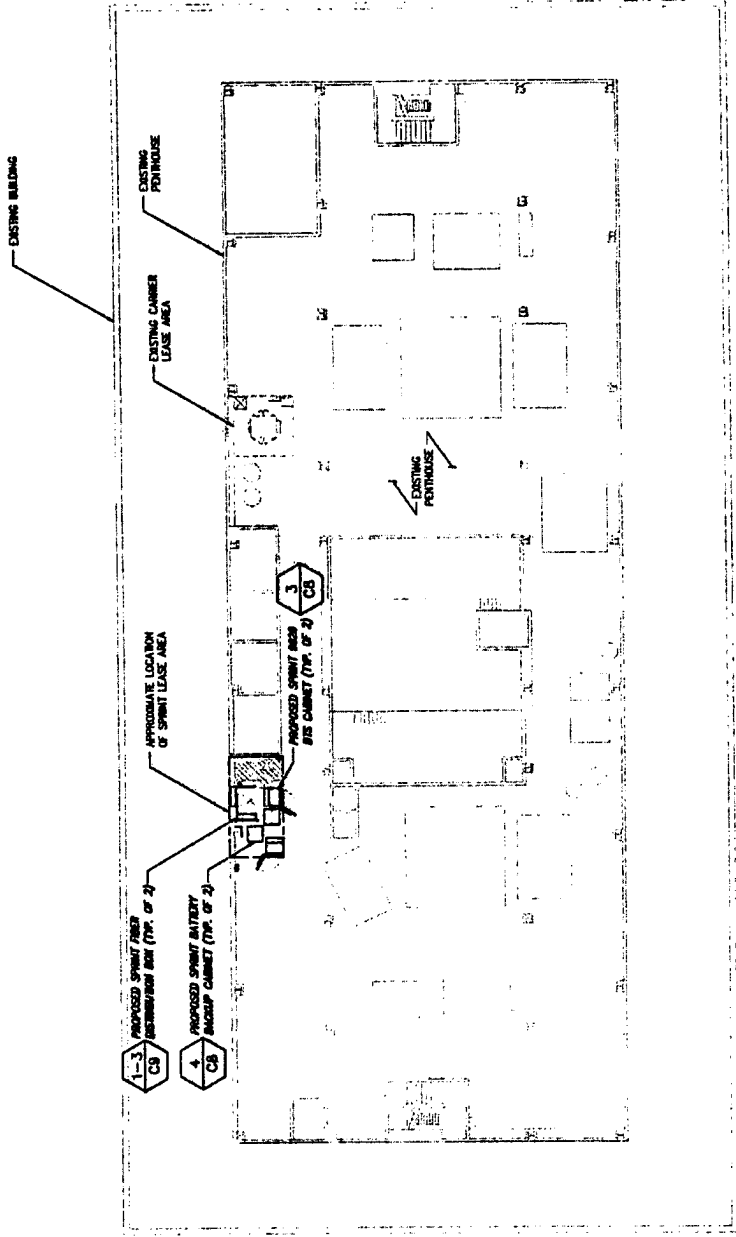 EXISTING BUILDING
EXISTING
PENTHOUSE
EXISTING CARRIER
LEASE AREA
EXISTING
PENTHOUSE
APPROXIMATE LOCATION
OF SPRINT LEASE AREA
3
C8
PROPOSED SPRINT
BTS CABINET (TYP. OF 2)
1-3
C9
PROPOSED SPRINT FIBER
DISTRIBUTION BOX (TYP. OF 2)
4
C8
PROPOSED SPRINT BATTERY
BACKUP CABINET (TYP. OF 2)